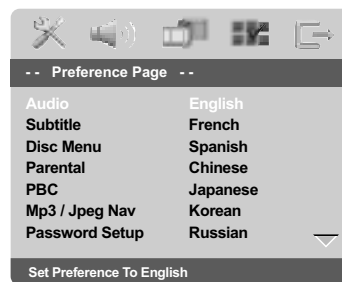 - - Preference Page - -
Audio English
Subtitle French
Disc Menu Spanish
Parental Chinese
PBC Japanese
Mp3 / Jpeg Nav Korean
Password Setup Russian
Set Preference To English